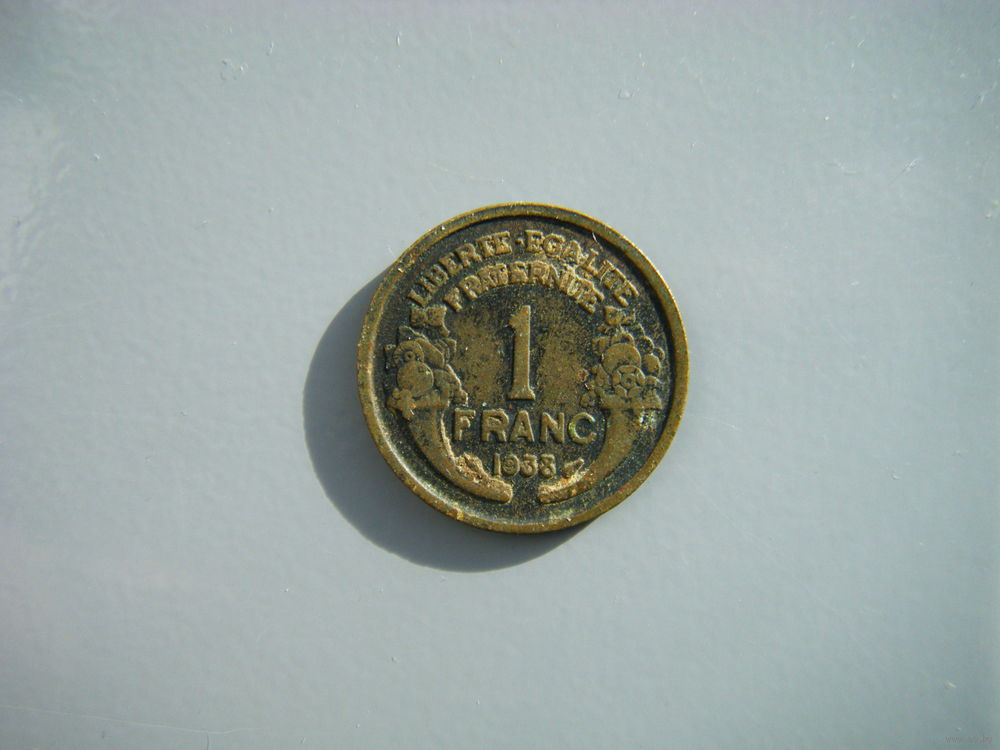 LIBERTE · EGALITE
FRATERNITE
1
FRANC
1938